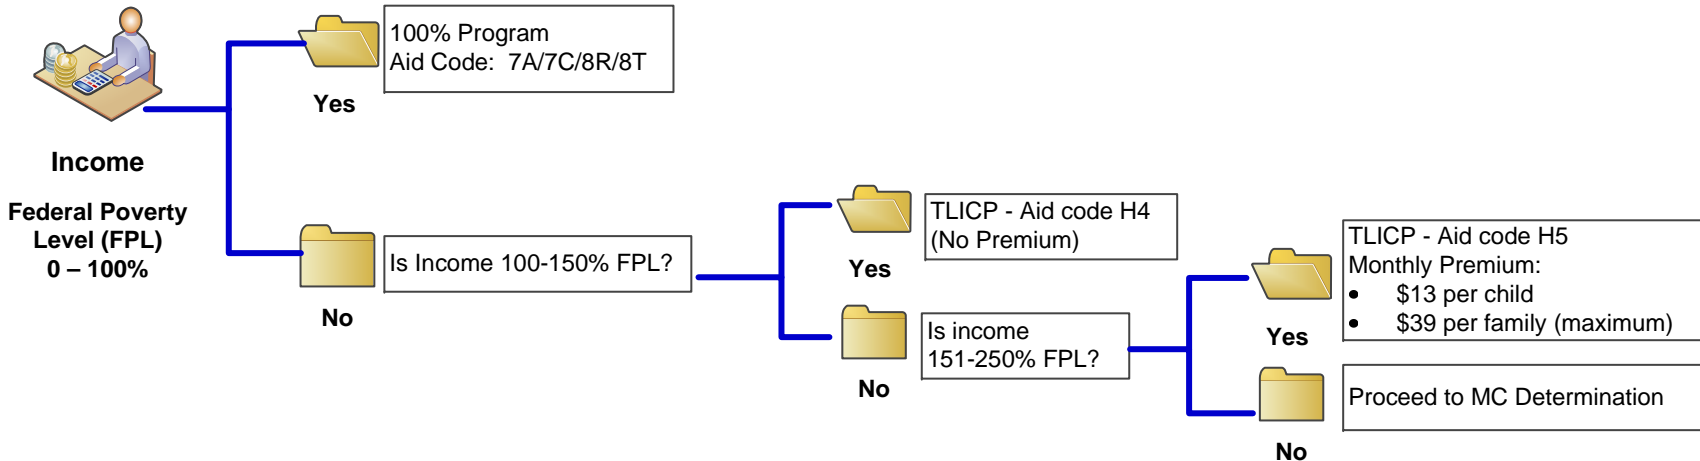 Income
Federal Poverty
Level (FPL)
0 – 100%
100% Program
Aid Code: 7A/7C/8R/8T
Yes
Is Income 100-150% FPL?
No
TLICP - Aid code H4
(No Premium)
Yes
Is income
151-250% FPL?
No
TLICP - Aid code H5
Monthly Premium:
• $13 per child
• $39 per family (maximum)
Yes
Proceed to MC Determination
No